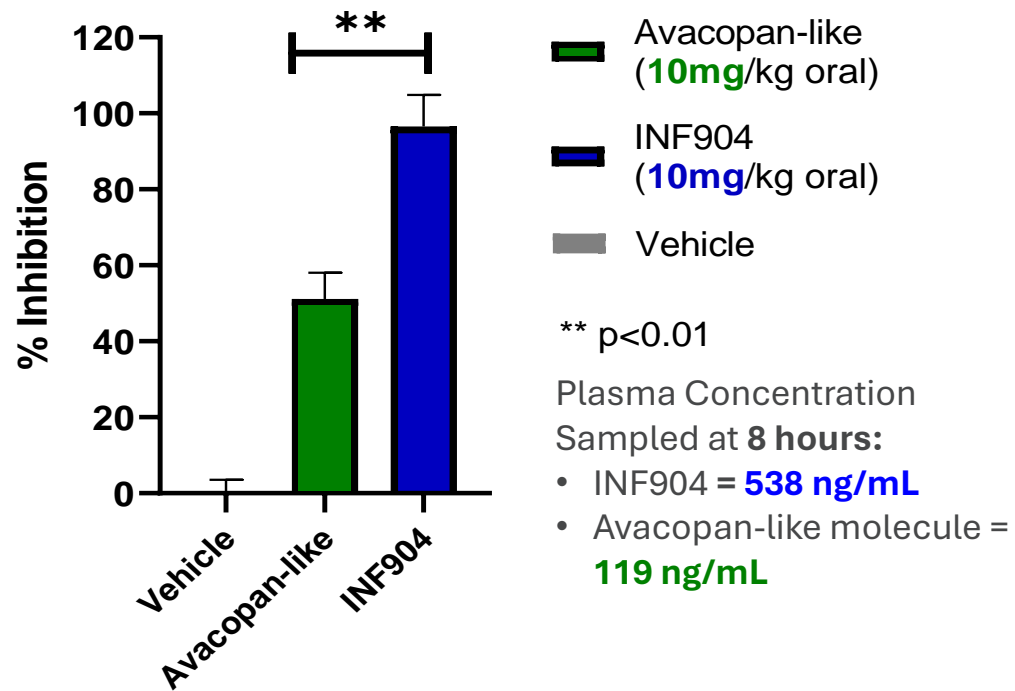 **
120
100
80
60
40
20
0
% Inhibition
Vehicle
Avacopan-like
INF904
Avacopan-like
(10mg/kg oral)
INF904
(10mg/kg oral)
Vehicle
** p<0.01
Plasma Concentration
Sampled at 8 hours:
• INF904 = 538 ng/mL
• Avacopan-like molecule =
119 ng/mL